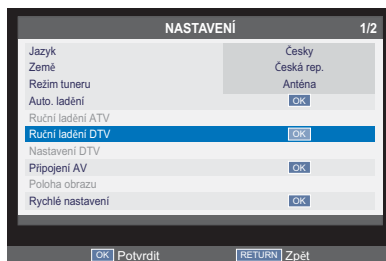 NASTAVENÍ 1/2
Jazyk Česky
Země Česká rep.
Režim tuneru Anténa
Auto. ladění OK
Ruční ladění ATV
Ruční ladění DTV OK
Nastavení DTV
Připojení AV OK
Poloha obrazu
Rychlé nastavení OK
OK Potvrdit RETURN Zpět